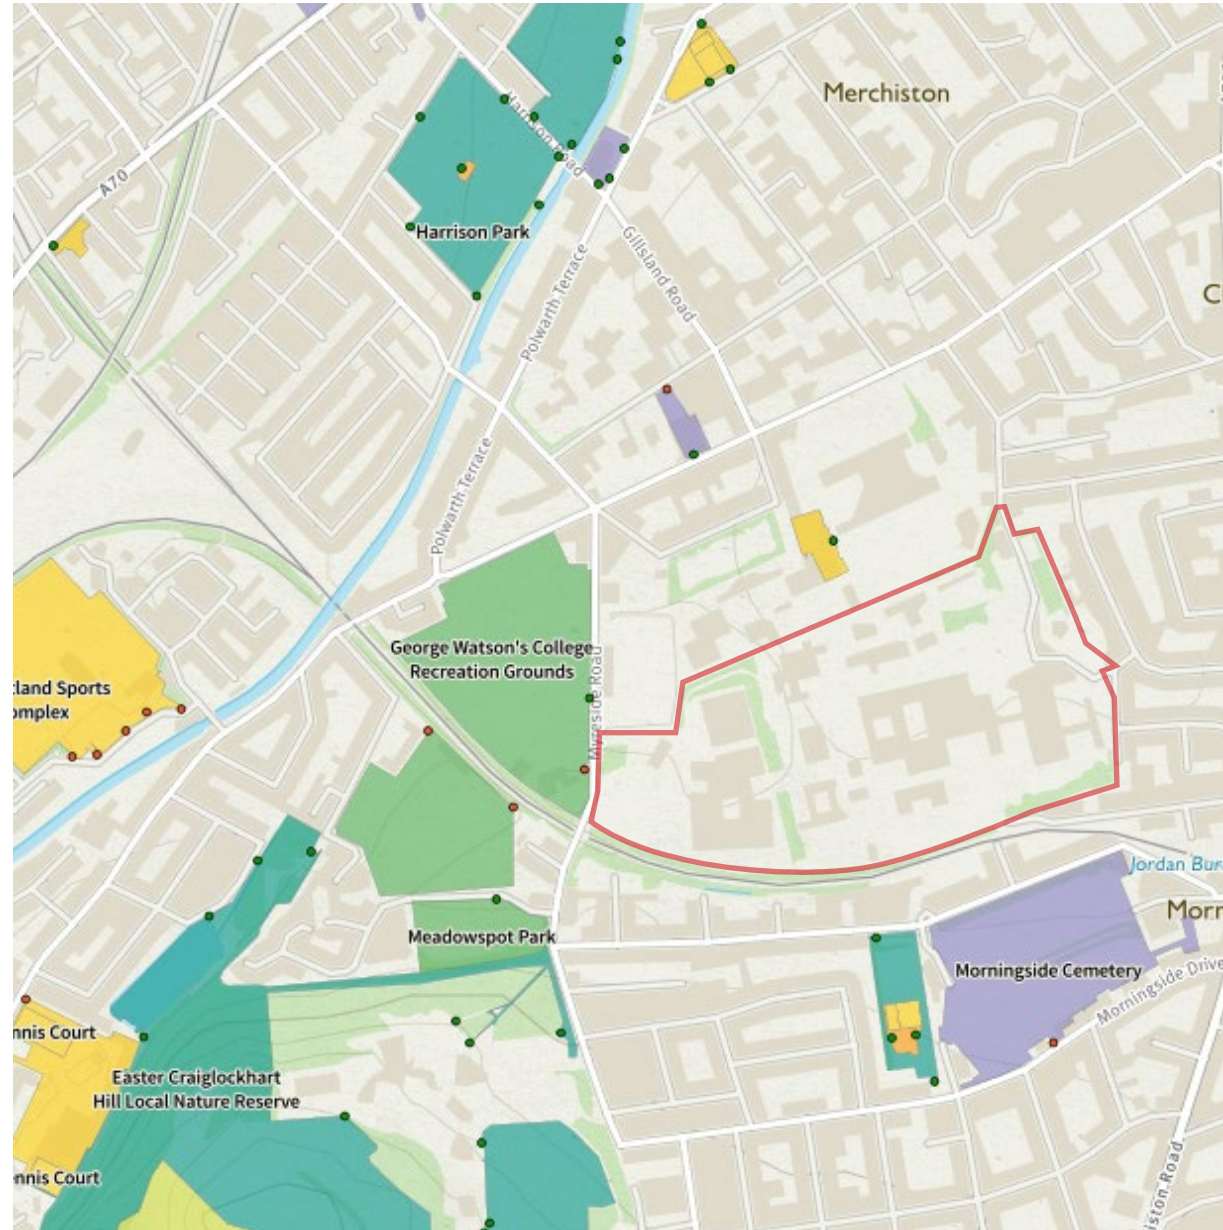 Merchiston
Harrison Road
A70
Harrison Park
Gillsland Road
Polwarth Terrace
C
Polwarth Terrace
George Watson's College
Recreation Grounds
Myreside Road
tland Sports
omplex
Jordan Bur
Morn
Meadowspot Park
Morningside Cemetery
Morningside Drive
nnis Court
Easter Craiglockhart
Hill Local Nature Reserve
ennis Court
ston Road